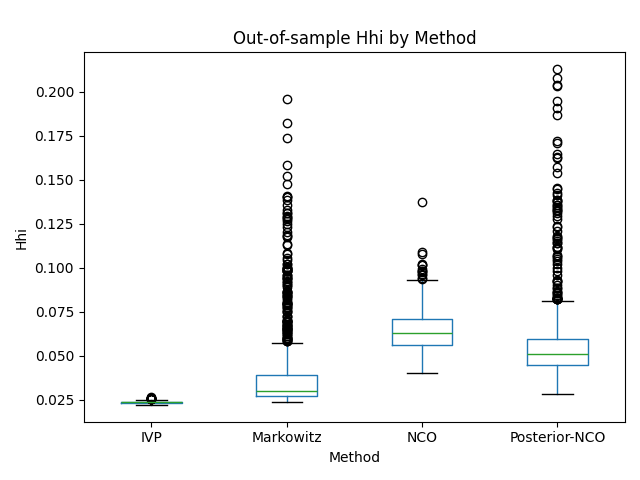 Out-of-sample Hhi by Method
0.200
0.175
0.150
0.125
0.100
0.075
0.050
0.025
Hhi
IVP Markowitz NCO Posterior-NCO
Method